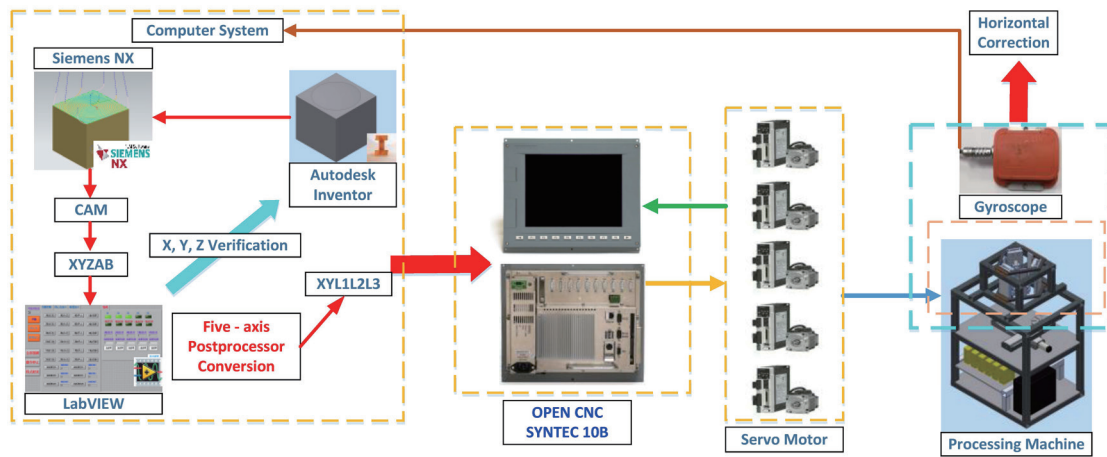 Computer System
Horizontal
Correction
Siemens NX
SIEMENS
NX
Autodesk
Inventor
Gyroscope
CAM
X, Y, Z Verification
XYZAB
XYL1L2L3
Five - axis
Postprocessor
Conversion
LabVIEW
OPEN CNC
SYNTEC 10B
Servo Motor
Processing Machine